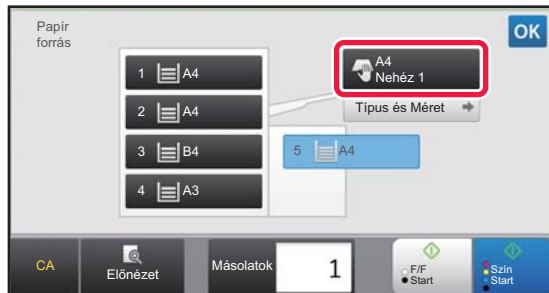 Papír
forrás
OK
1 A4
2 A4
3 B4
4 A3
5 A4
A4
Nehéz 1
Típus és Méret
CA
Előnézet
Másolatok
1
F/F
Start
Szín
Start